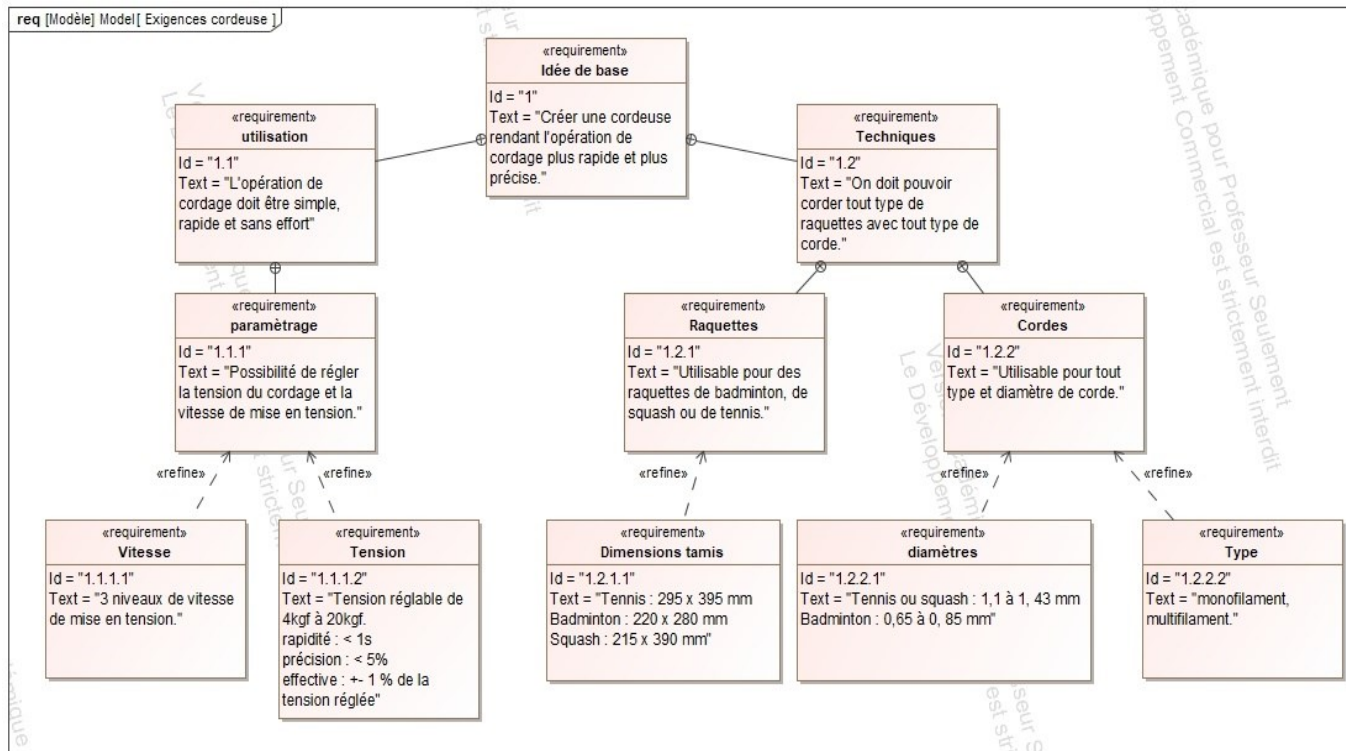 req [Modèle] Model [ Exigences cordeuse ]
«requirement»
Idée de base
Id = "1"
Text = "Créer une cordeuse
rendant l'opération de
cordage plus rapide et plus
précise."
«requirement»
utilisation
Id = "1.1"
Text = "L'opération de
cordage doit être simple,
rapide et sans effort"
«requirement»
Techniques
Id = "1.2"
Text = "On doit pouvoir
corder tout type de
raquettes avec tout type de
corde."
«requirement»
paramètrage
Id = "1.1.1"
Text = "Possibilité de régler
la tension du cordage et la
vitesse de mise en tension."
«requirement»
Raquettes
Id = "1.2.1"
Text = "Utilisable pour des
raquettes de badminton, de
squash ou de tennis."
«requirement»
Cordes
Id = "1.2.2"
Text = "Utilisable pour tout
type et diamètre de corde."
«refine»
«refine»
«refine»
«refine»
«refine»
«requirement»
Vitesse
Id = "1.1.1.1"
Text = "3 niveaux de vitesse
de mise en tension."
«requirement»
Tension
Id = "1.1.1.2"
Text = "Tension réglable de
4kgf à 20kgf.
rapidité : < 1s
précision : < 5%
effective : +- 1 % de la
tension réglée"
«requirement»
Dimensions tamis
Id = "1.2.1.1"
Text = "Tennis : 295 x 395 mm
Badminton : 220 x 280 mm
Squash : 215 x 390 mm"
«requirement»
diamètres
Id = "1.2.2.1"
Text = "Tennis ou squash : 1,1 à 1, 43 mm
Badminton : 0,65 à 0, 85 mm"
«requirement»
Type
Id = "1.2.2.2"
Text = "monofilament,
multifilament."
cadémique pour Professeur Seulement
oppement Commercial est strictement interdit